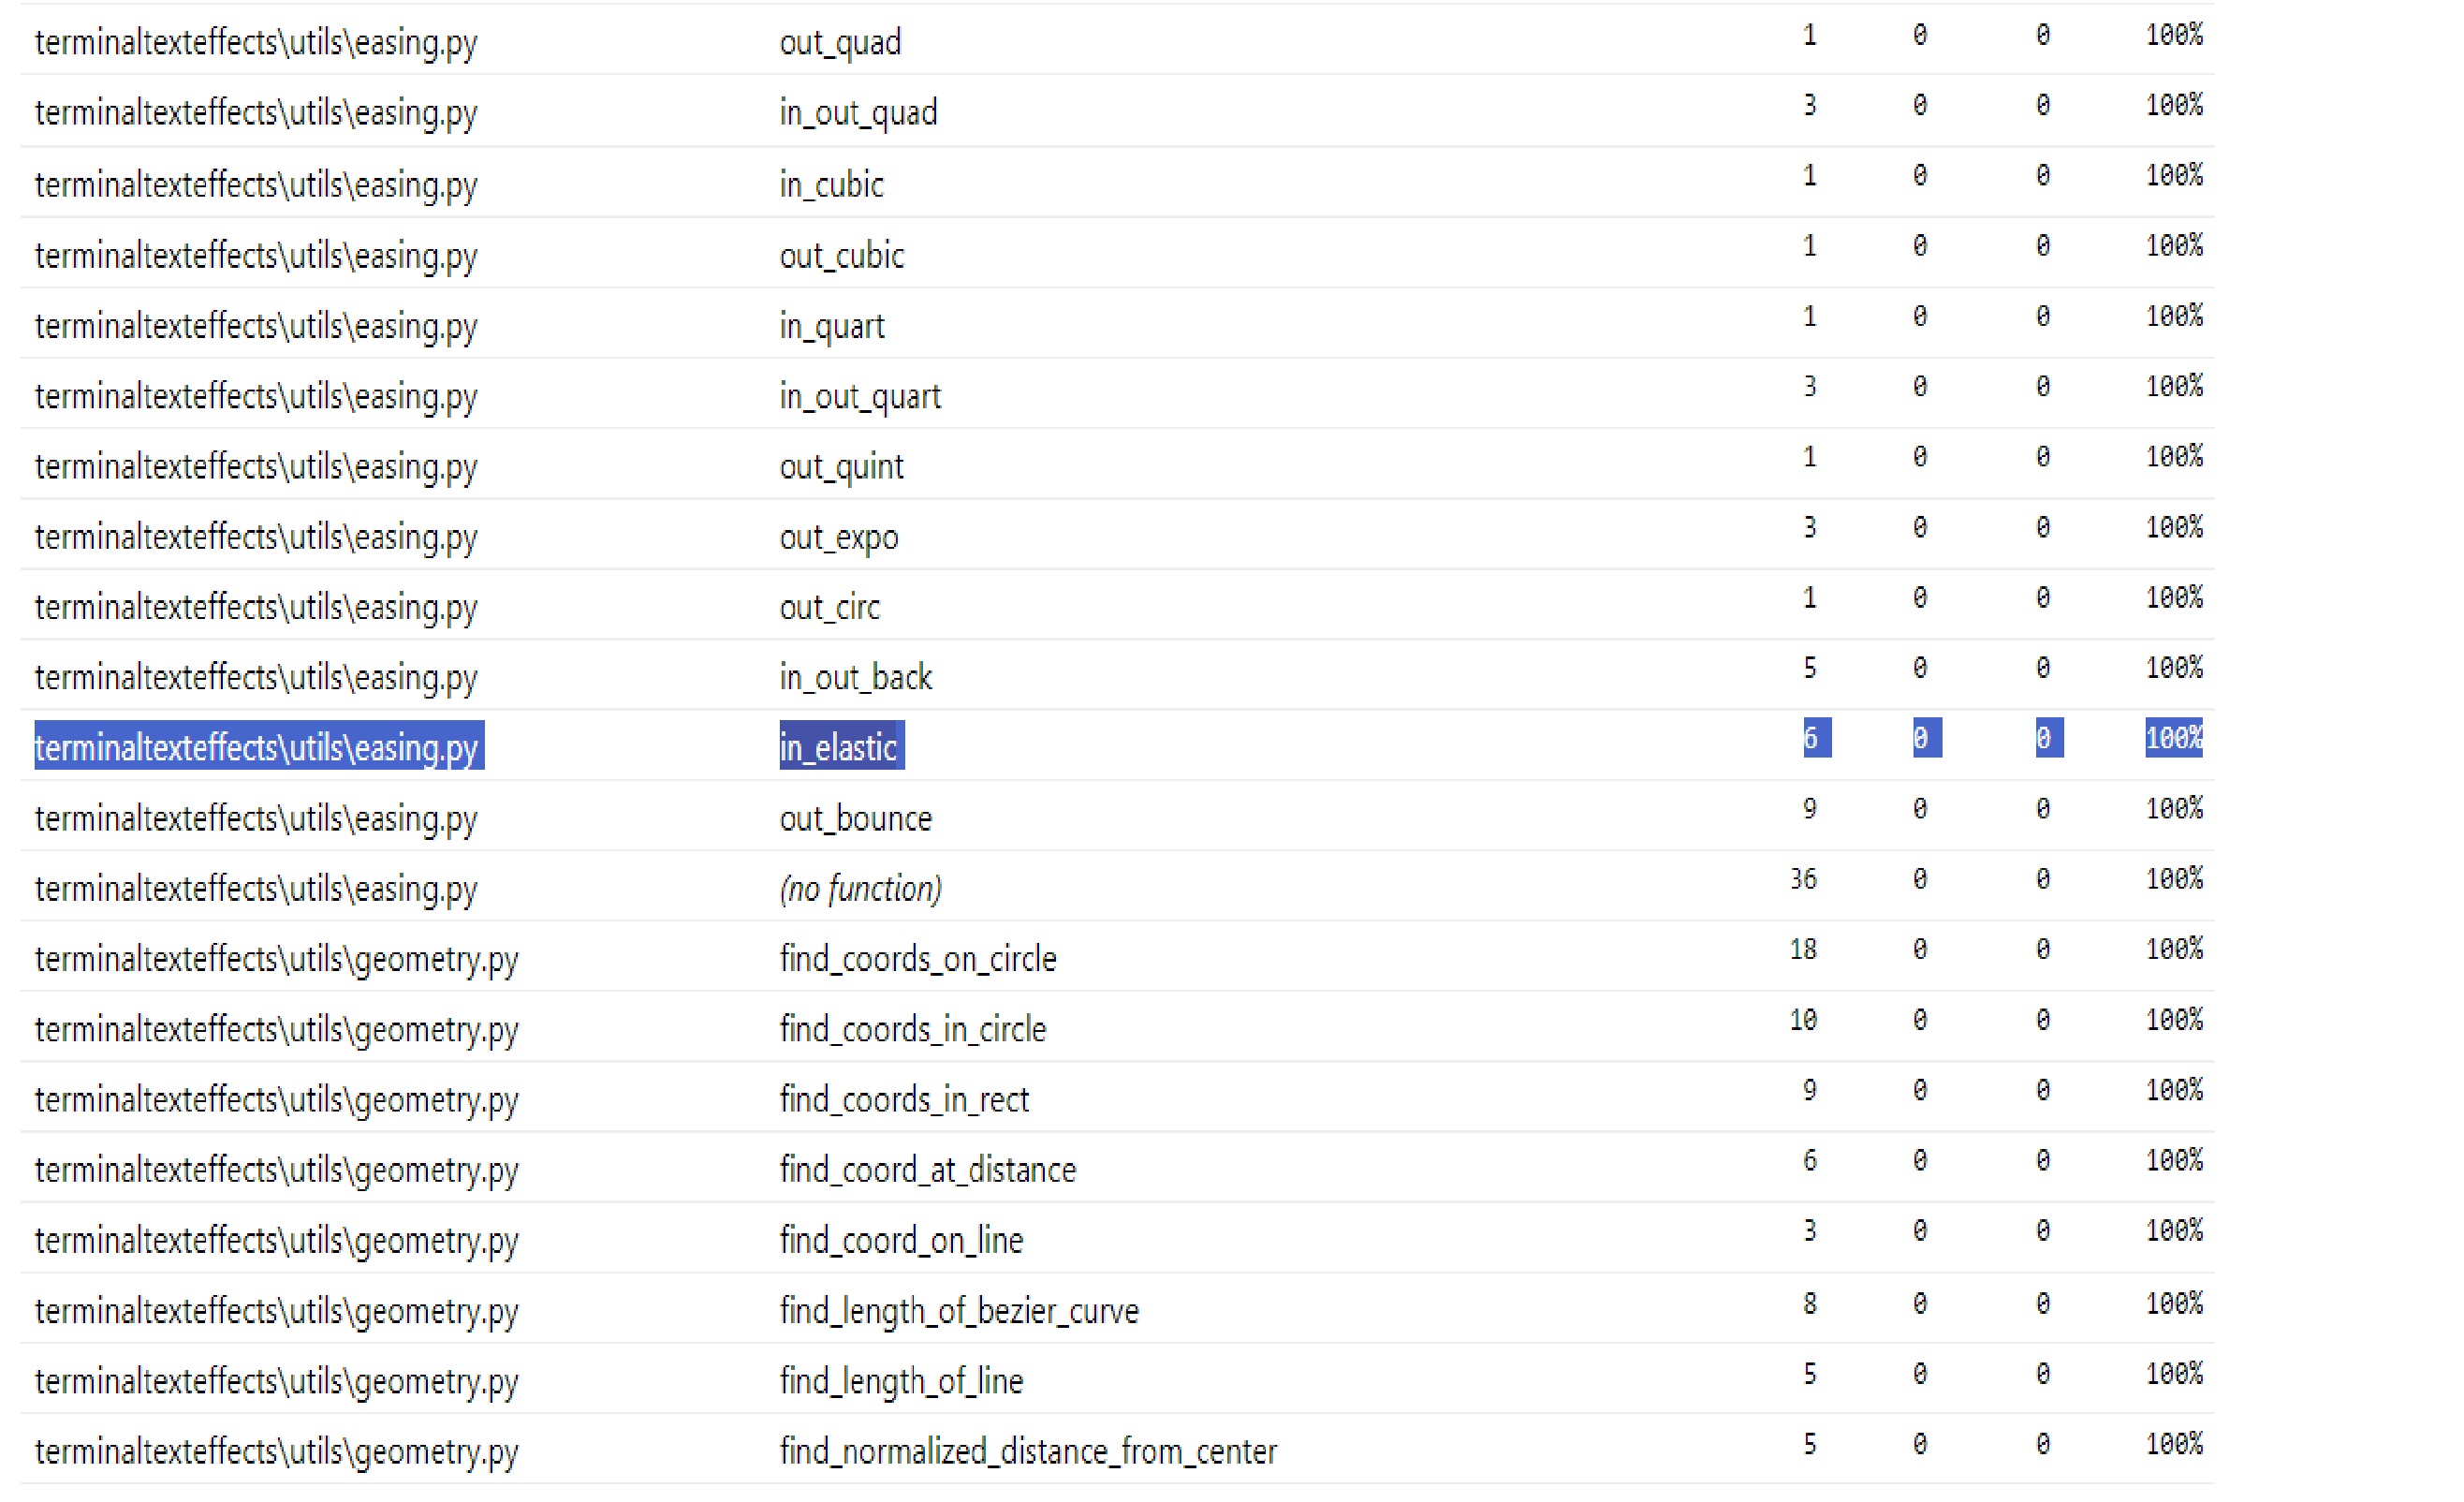 terminaltexteffects\utils\easing.py out_quad 1 0 0 100%
terminaltexteffects\utils\easing.py in_out_quad 3 0 0 100%
terminaltexteffects\utils\easing.py in_cubic 1 0 0 100%
terminaltexteffects\utils\easing.py out_cubic 1 0 0 100%
terminaltexteffects\utils\easing.py in_quart 1 0 0 100%
terminaltexteffects\utils\easing.py in_out_quart 3 0 0 100%
terminaltexteffects\utils\easing.py out_quint 1 0 0 100%
terminaltexteffects\utils\easing.py out_expo 3 0 0 100%
terminaltexteffects\utils\easing.py out_circ 1 0 0 100%
terminaltexteffects\utils\easing.py in_out_back 5 0 0 100%
terminaltexteffects\utils\easing.py in_elastic 6 0 0 100%
terminaltexteffects\utils\easing.py out_bounce 9 0 0 100%
terminaltexteffects\utils\easing.py (no function) 36 0 0 100%
terminaltexteffects\utils\geometry.py find_coords_on_circle 18 0 0 100%
terminaltexteffects\utils\geometry.py find_coords_in_circle 10 0 0 100%
terminaltexteffects\utils\geometry.py find_coords_in_rect 9 0 0 100%
terminaltexteffects\utils\geometry.py find_coord_at_distance 6 0 0 100%
terminaltexteffects\utils\geometry.py find_coord_on_line 3 0 0 100%
terminaltexteffects\utils\geometry.py find_length_of_bezier_curve 8 0 0 100%
terminaltexteffects\utils\geometry.py find_length_of_line 5 0 0 100%
terminaltexteffects\utils\geometry.py find_normalized_distance_from_center 5 0 0 100%